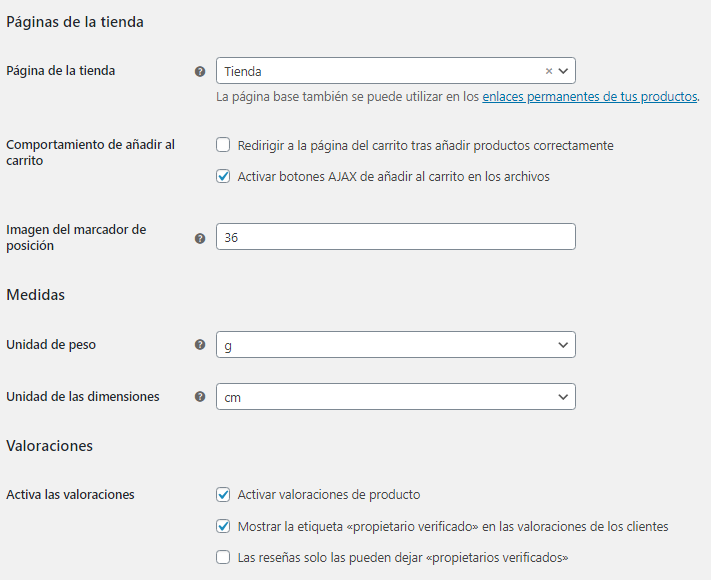 Páginas de la tienda
Página de la tienda
Tienda
La página base también se puede utilizar en los enlaces permanentes de tus productos.
Comportamiento de añadir al
carrito
Redirigir a la página del carrito tras añadir productos correctamente
Activar botones AJAX de añadir al carrito en los archivos
Imagen del marcador de
posición
36
Medidas
Unidad de peso
g
Unidad de las dimensiones
cm
Valoraciones
Activa las valoraciones
Activar valoraciones de producto
Mostrar la etiqueta «propietario verificado» en las valoraciones de los clientes
Las reseñas solo las pueden dejar «propietarios verificados»